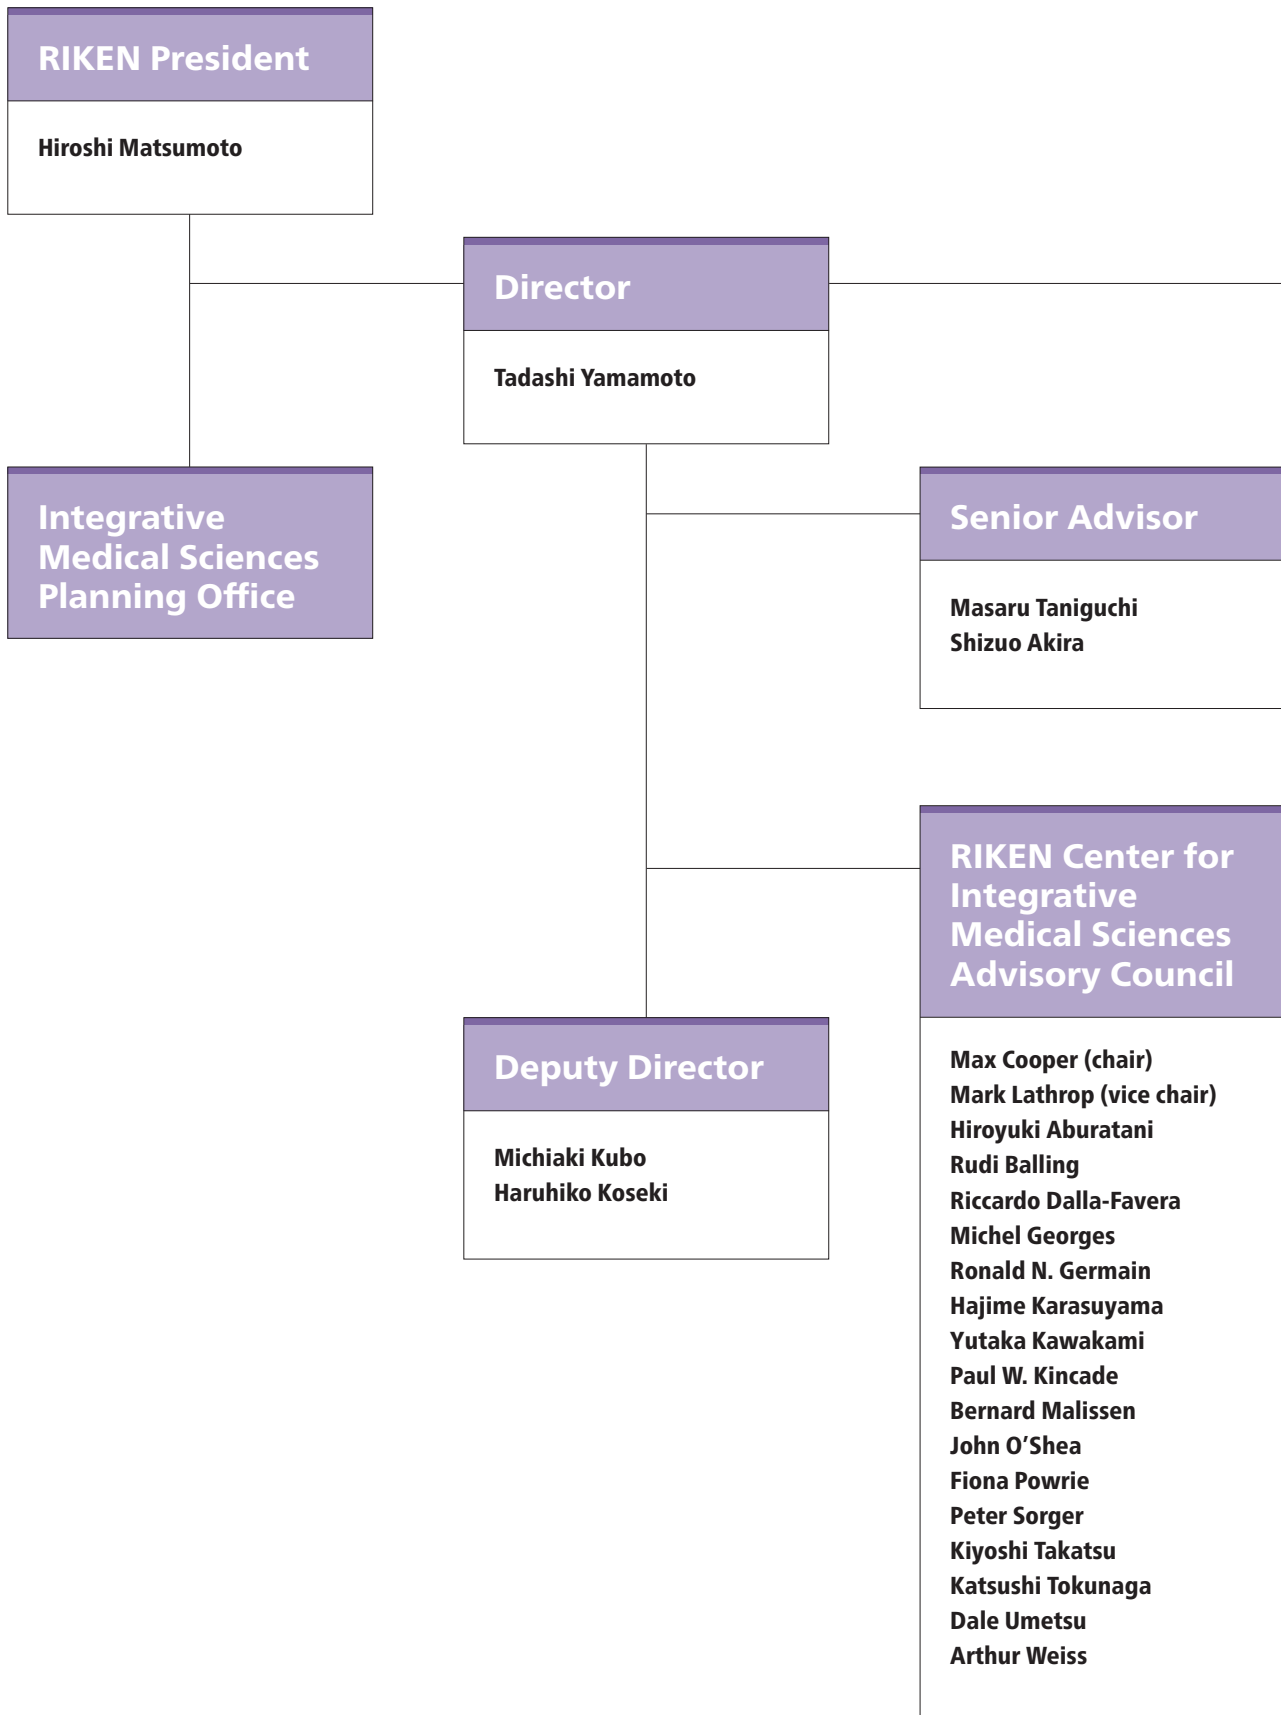 RIKEN President
Hiroshi Matsumoto
Director
Tadashi Yamamoto
Integrative
Medical Sciences
Planning Office
Senior Advisor
Masaru Taniguchi
Shizuo Akira
RIKEN Center for
Integrative
Medical Sciences
Advisory Council
Max Cooper (chair)
Mark Lathrop (vice chair)
Hiroyuki Aburatani
Rudi Balling
Riccardo Dalla-Favera
Michel Georges
Ronald N. Germain
Hajime Karasuyama
Yutaka Kawakami
Paul W. Kincade
Bernard Malissen
John O’Shea
Fiona Powrie
Peter Sorger
Kiyoshi Takatsu
Katsushi Tokunaga
Dale Umetsu
Arthur Weiss
Deputy Director
Michiaki Kubo
Haruhiko Koseki